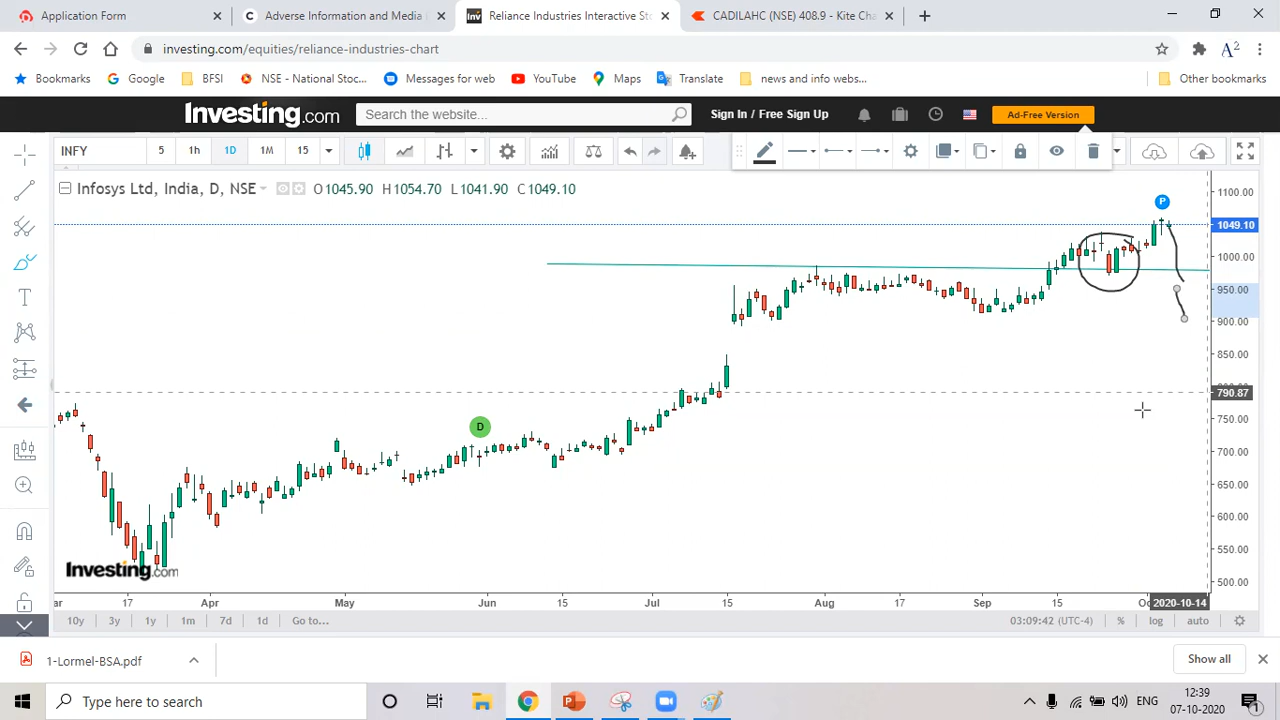 Application Form
Adverse Information and Media
Reliance Industries Interactive Sto
CADILAHC (NSE) 408.9 - Kite Cha
investing.com/equities/reliance-industries-chart
Bookmarks
Google
BFSI
NSE - National Stoc...
Messages for web
YouTube
Maps
Translate
news and info webs...
Other bookmarks
Investing.com
Search the website...
Sign In / Free Sign Up
Ad-Free Version
INFY
5
1h
1D
1M
15
Infosys Ltd, India, D, NSE
O1045.90 H1054.70 L1041.90 C1049.10
P
D
1100.00
1049.10
1000.00
950.00
900.00
850.00
790.87
750.00
700.00
650.00
600.00
550.00
500.00
Investing.com
ar
17
Apr
May
Jun
15
Jul
15
Aug
17
Sep
15
2020-10-14
10y
3y
1y
1m
7d
1d
Go to...
03:09:42 (UTC-4)
%
log
auto
1-Lormel-BSA.pdf
Show all
Type here to search
12:39
07-10-2020